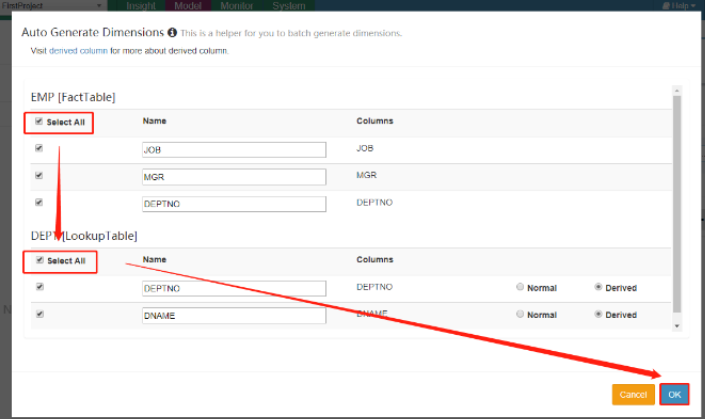 FirstProject Insight Model Monitor System Help
Auto Generate Dimensions This is a helper for you to batch generate dimensions.
Visit derived column for more about derived column.
EMP [FactTable]
Select All Name Columns
JOB JOB
MGR MGR
DEPTNO DEPTNO
DEPT [LookupTable]
Select All Name Columns
DEPTNO DEPTNO Normal Derived
DNAME DNAME Normal Derived
Cancel OK